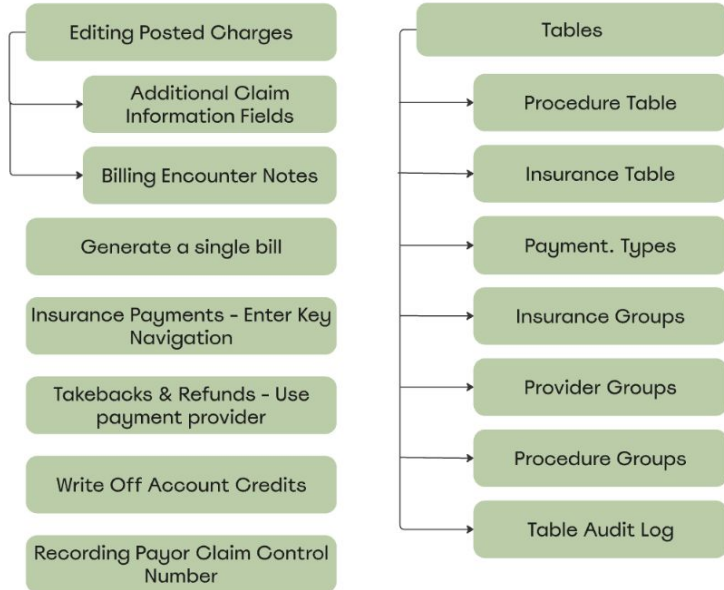 Editing Posted Charges
Additional Claim
Information Fields
Billing Encounter Notes
Generate a single bill
Insurance Payments - Enter Key
Navigation
Takebacks & Refunds - Use
payment provider
Write Off Account Credits
Recording Payor Claim Control
Number
Tables
Procedure Table
Insurance Table
Payment. Types
Insurance Groups
Provider Groups
Procedure Groups
Table Audit Log